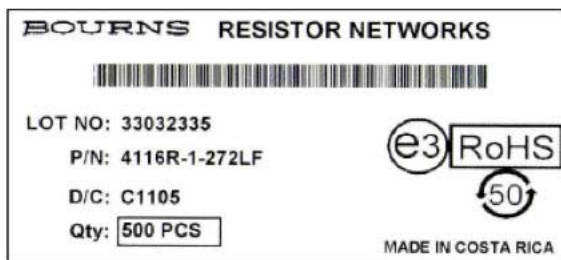 BOURNS RESISTOR NETWORKS
LOT NO: 33032335
P/N: 4116R-1-272LF
e3 RoHS
D/C: C1105
50
Qty: 500 PCS
MADE IN COSTA RICA